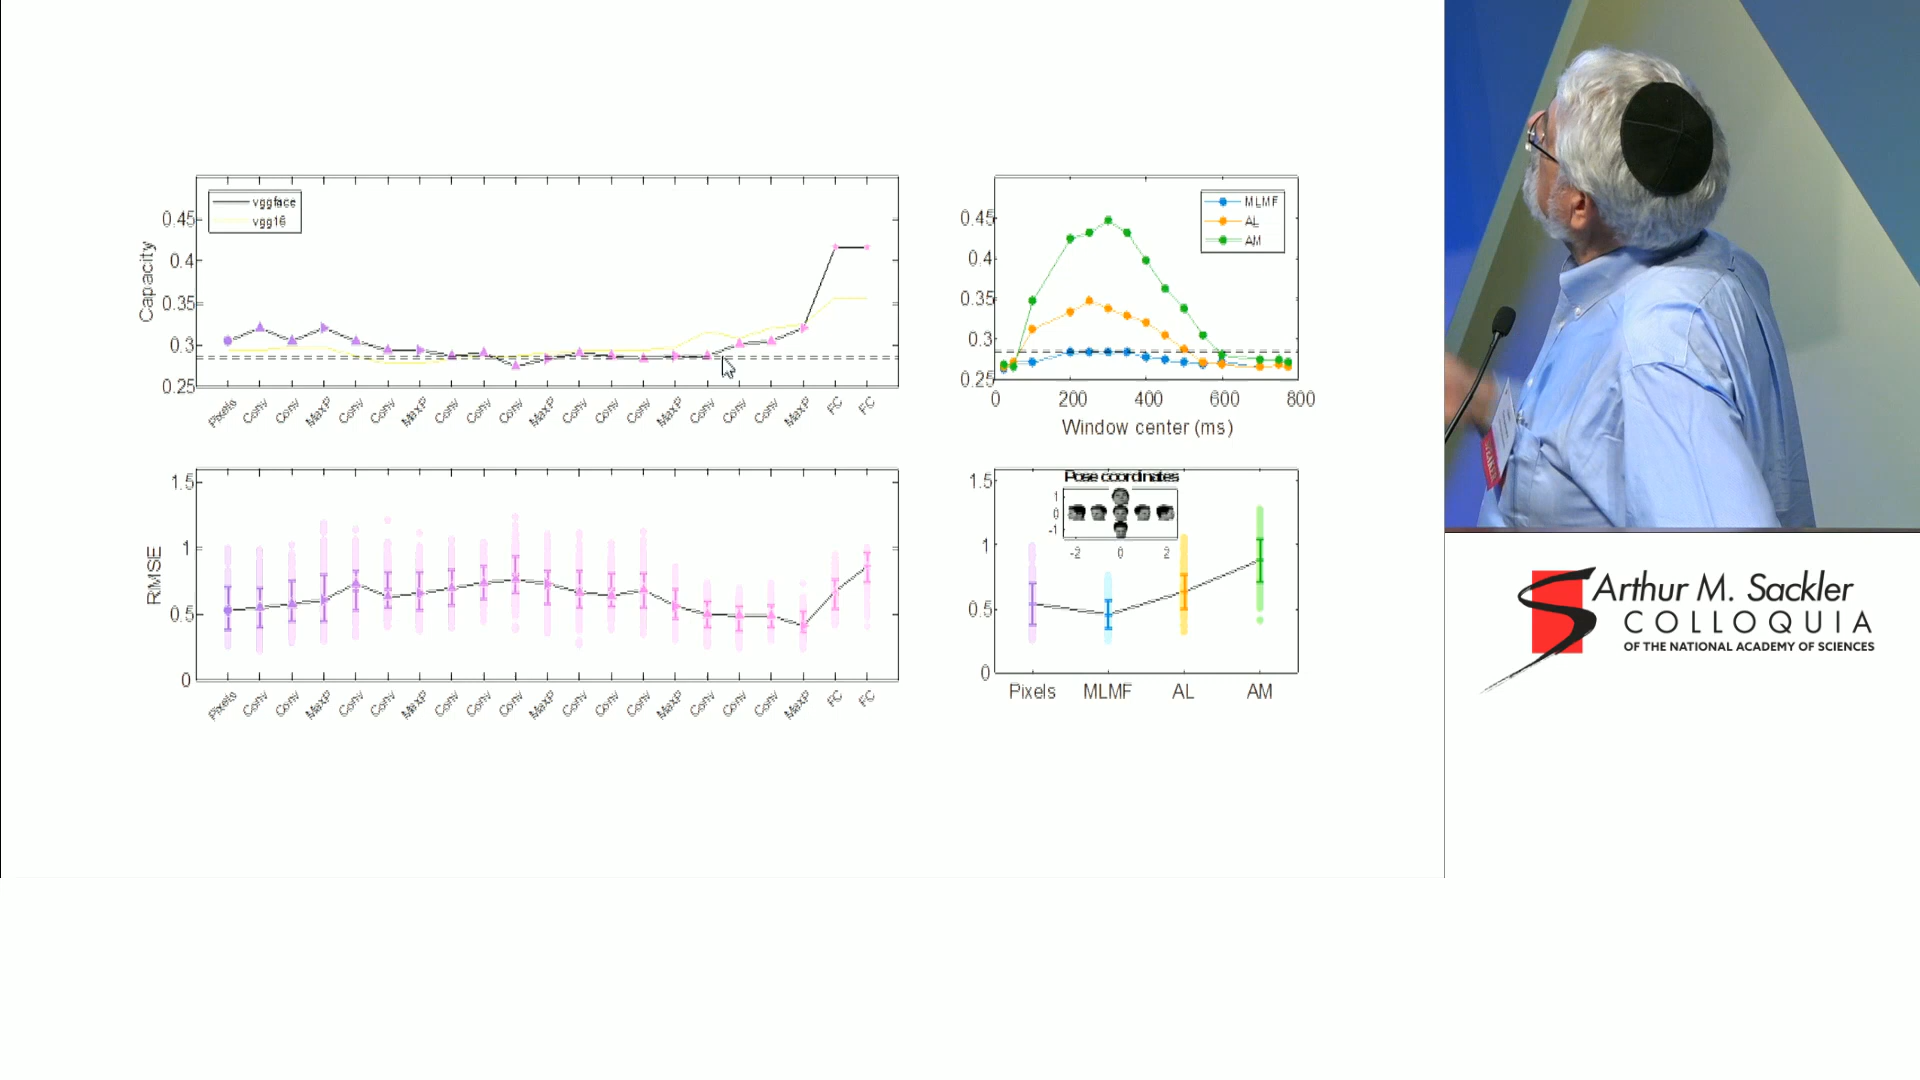 vggface
vgg16
Capacity
0.45
0.4
0.35
0.3
0.25
Pixels Conv Conv MaxP Conv Conv MaxP Conv Conv Conv MaxP Conv Conv Conv MaxP Conv Conv Conv MaxP FC FC
MLMF
AL
AM
0.45
0.4
0.35
0.3
0.25
0 200 400 600 800
Window center (ms)
RMSE
1.5
1
0.5
0
Pixels Conv Conv MaxP Conv Conv MaxP Conv Conv Conv MaxP Conv Conv Conv MaxP Conv Conv Conv MaxP FC FC
Pose coordinates
1
0
-1
-2 0 2
1.5
1
0.5
0
Pixels MLMF AL AM
Arthur M. Sackler
COLLOQUIA
OF THE NATIONAL ACADEMY OF SCIENCES